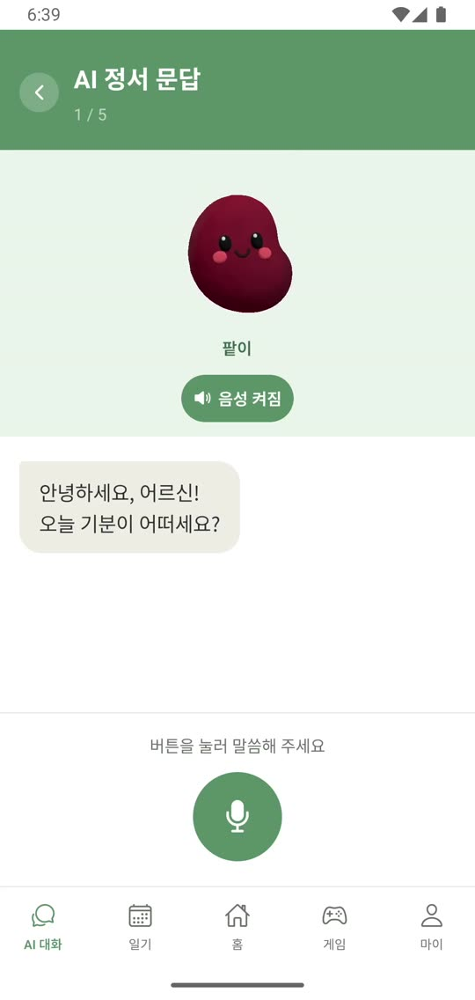 6:39
AI 정서 문답
1 / 5
팥이
음성 켜짐
안녕하세요, 어르신!
오늘 기분이 어떠세요?
버튼을 눌러 말씀해 주세요
AI 대화
일기
홈
게임
마이